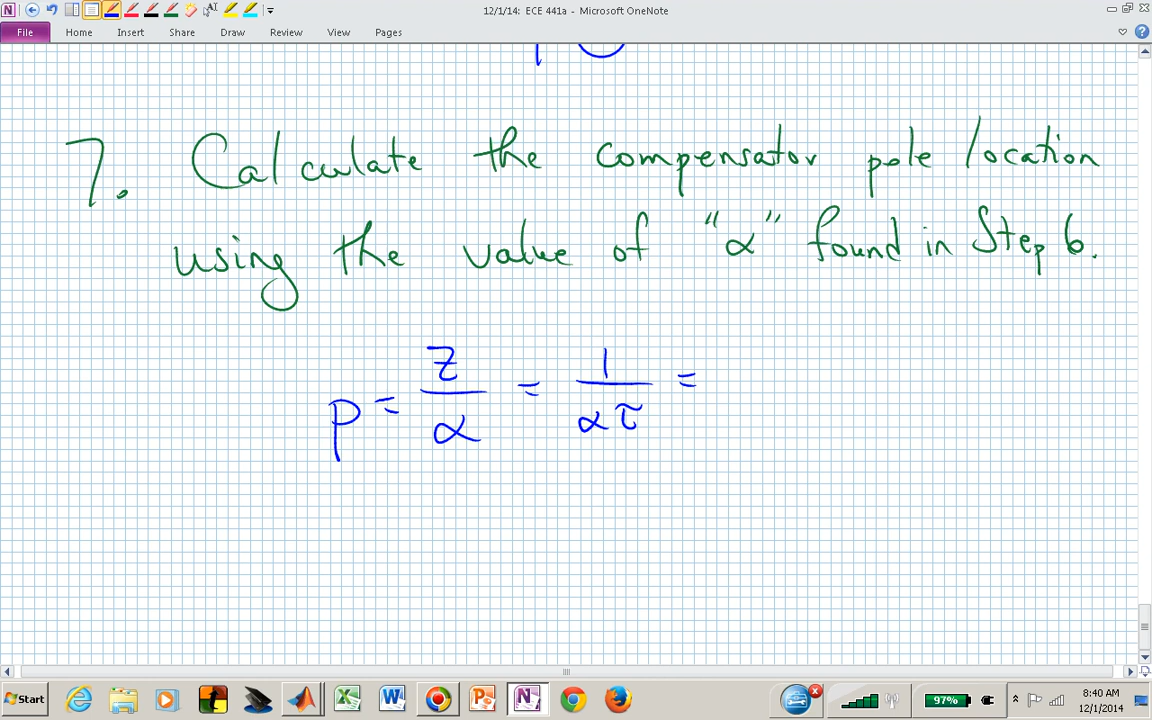 12/1/14: ECE 441a - Microsoft OneNote
File Home Insert Share Draw Review View Pages
7. Calculate the compensator pole location
using the value of "α" found in Step 6.
p = z/α = 1/ατ =
Start
97%
8:40 AM
12/1/2014